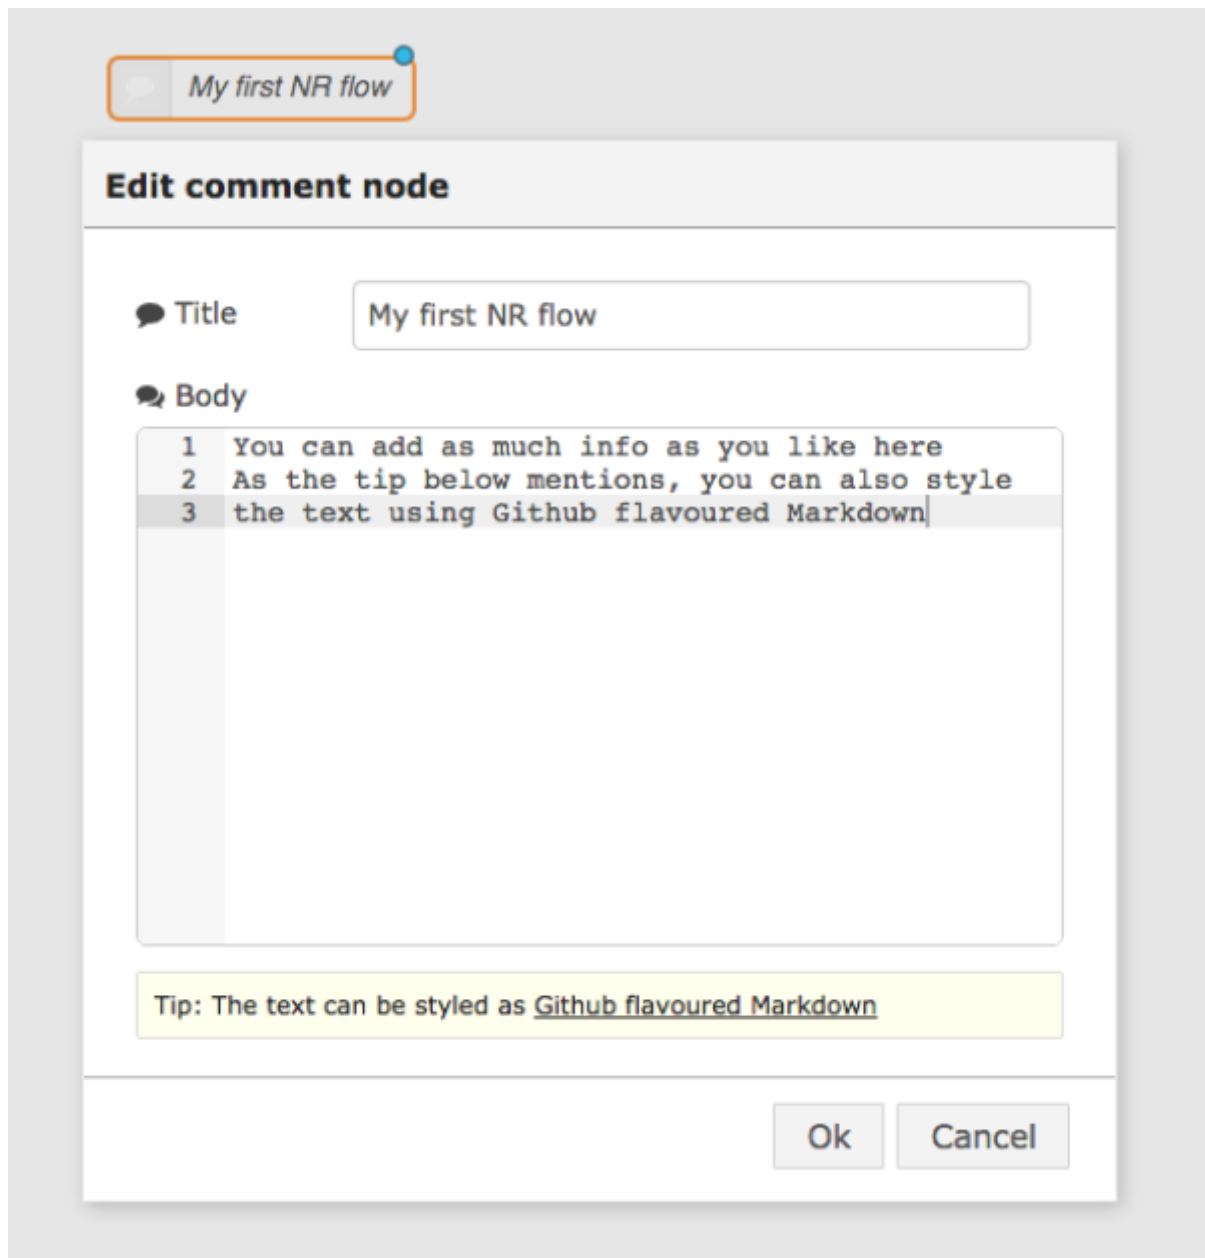 My first NR flow
Edit comment node
Title
My first NR flow
Body
1 You can add as much info as you like here
2 As the tip below mentions, you can also style
3 the text using Github flavoured Markdown
Tip: The text can be styled as Github flavoured Markdown
Ok Cancel